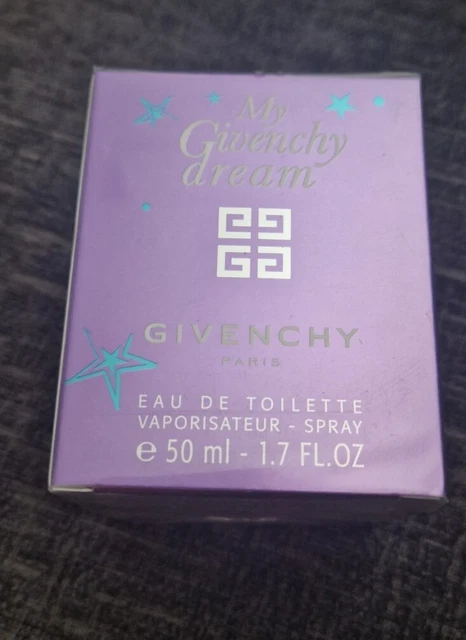 My
Givenchy
dream
GIVENCHY
PARIS
EAU DE TOILETTE
VAPORISATEUR - SPRAY
e 50 ml - 1.7 FL.OZ